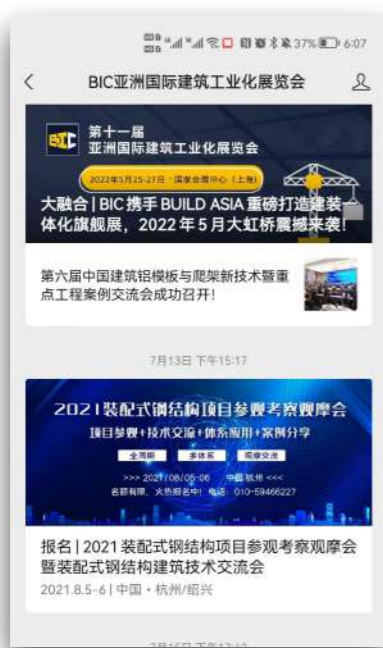 37% 6:07
BIC亚洲国际建筑工业化展览会
BIC
第十一届
亚洲国际建筑工业化展览会
2022年5月25-27日·国家会展中心（上海）
大融合|BIC 携手 BUILD ASIA 重磅打造建装一
体化旗舰展，2022 年 5 月大虹桥震撼来袭!
第六届中国建筑铝模板与爬架新技术暨重
点工程案例交流会成功召开!
7月13日 下午15:17
2021装配式钢结构项目参观考察观摩会
项目参观+技术交流+体系应用+案例分享
全周期 多体系 观摩交流
>>> 2021/08/05-06 中国杭州 <<<
名额有限，火热报名中! 电话：010-59466227
报名|2021 装配式钢结构项目参观考察观摩会
暨装配式钢结构建筑技术交流会
2021.8.5-6|中国·杭州/绍兴